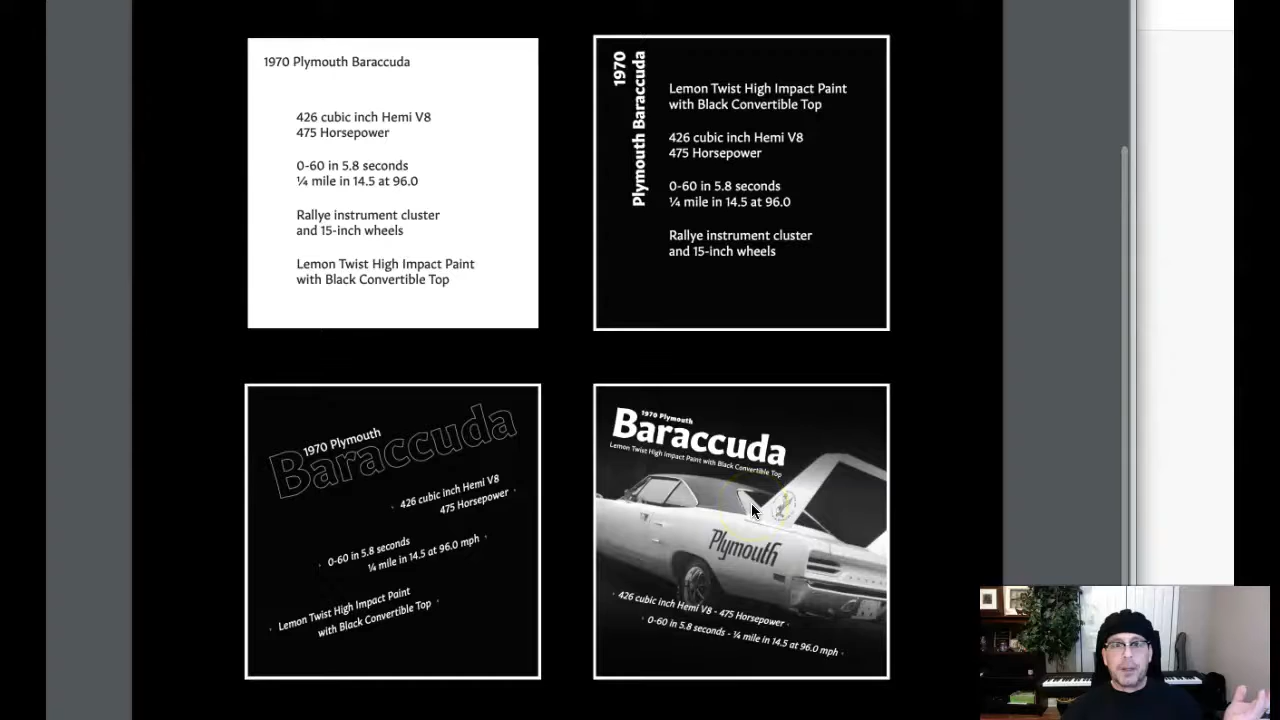 1970 Plymouth Baraccuda
426 cubic inch Hemi V8
475 Horsepower
0-60 in 5.8 seconds
¼ mile in 14.5 at 96.0
Rallye instrument cluster
and 15-inch wheels
Lemon Twist High Impact Paint
with Black Convertible Top
1970
Plymouth Baraccuda
Lemon Twist High Impact Paint
with Black Convertible Top
426 cubic inch Hemi V8
475 Horsepower
0-60 in 5.8 seconds
¼ mile in 14.5 at 96.0
Rallye instrument cluster
and 15-inch wheels
1970 Plymouth
Baraccuda
426 cubic inch Hemi V8
475 Horsepower
0-60 in 5.8 seconds
¼ mile in 14.5 at 96.0 mph
Lemon Twist High Impact Paint
with Black Convertible Top
1970 Plymouth
Baraccuda
Lemon Twist High Impact Paint with Black Convertible Top
Plymouth
426 cubic inch Hemi V8 - 475 Horsepower
0-60 in 5.8 seconds - ¼ mile in 14.5 at 96.0 mph